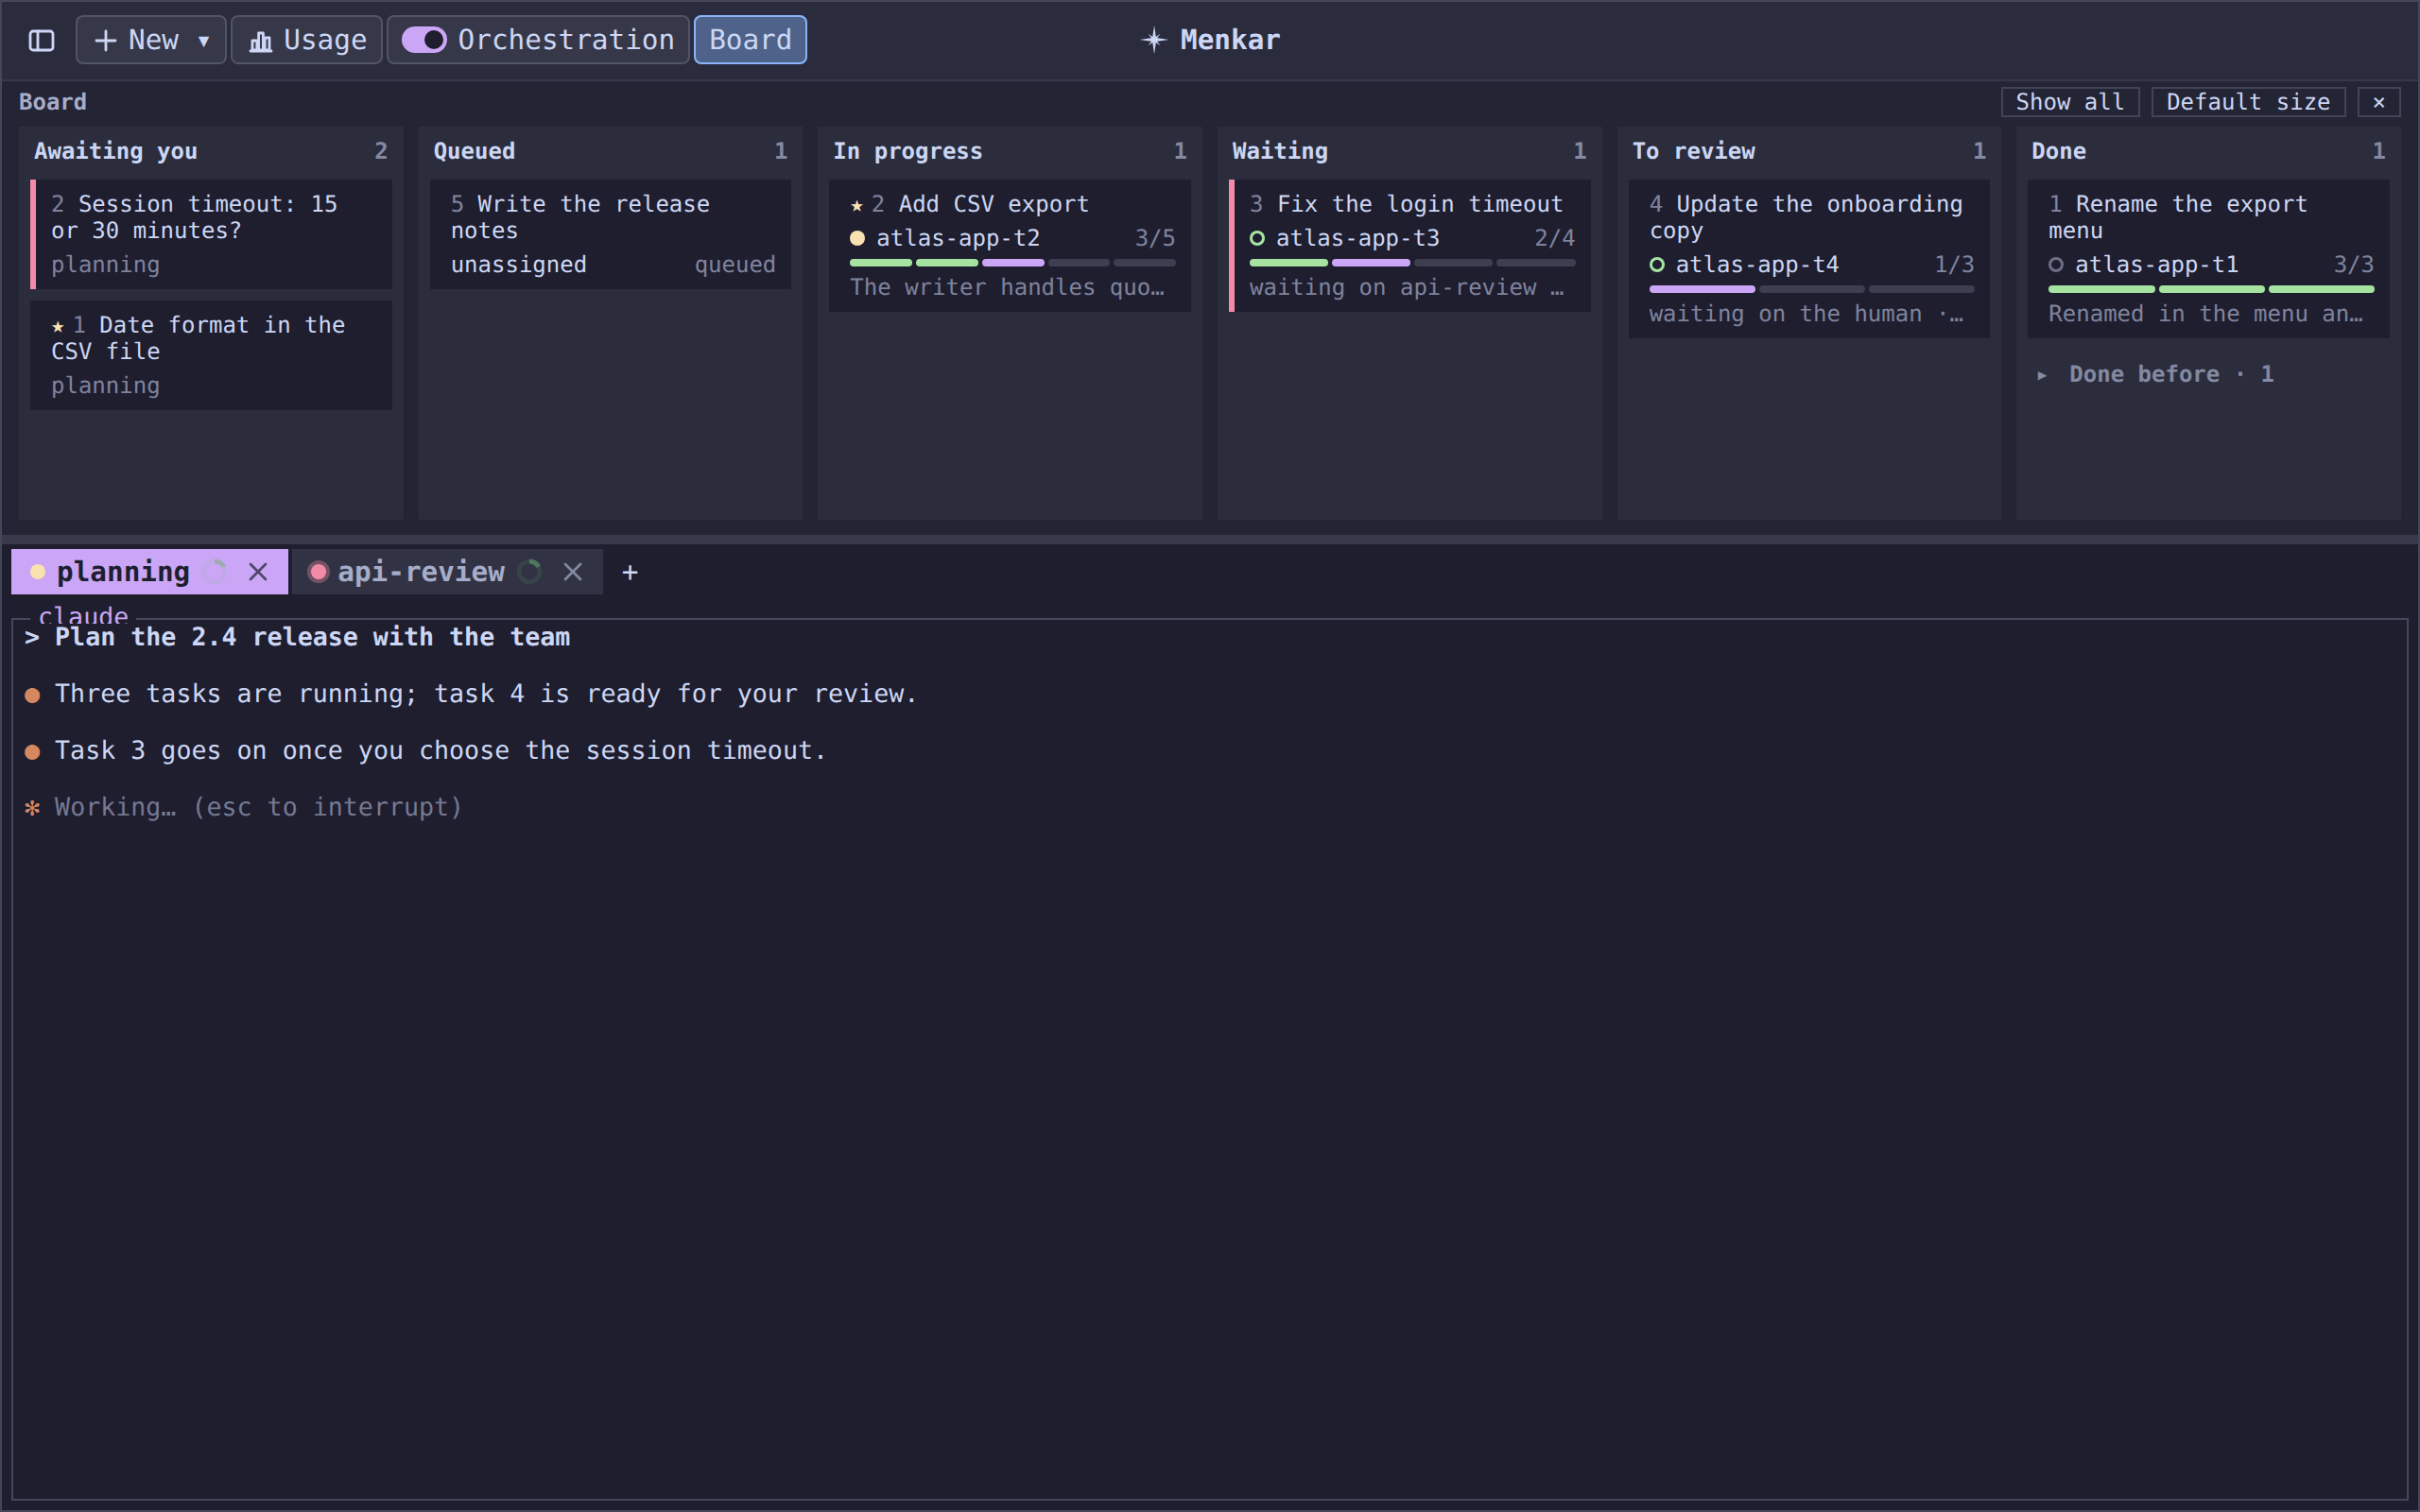 New ▼
Usage
Orchestration
Board
Menkar
Board
Show all
Default size
×
Awaiting you 2
2 Session timeout: 15
or 30 minutes?
planning
★ 1 Date format in the
CSV file
planning
Queued 1
5 Write the release
notes
unassigned queued
In progress 1
★ 2 Add CSV export
atlas-app-t2 3/5
The writer handles quo…
Waiting 1
3 Fix the login timeout
atlas-app-t3 2/4
waiting on api-review …
To review 1
4 Update the onboarding
copy
atlas-app-t4 1/3
waiting on the human ·…
Done 1
1 Rename the export
menu
atlas-app-t1 3/3
Renamed in the menu an…
▸ Done before · 1
planning
api-review
+
claude
> Plan the 2.4 release with the team
● Three tasks are running; task 4 is ready for your review.
● Task 3 goes on once you choose the session timeout.
✻ Working… (esc to interrupt)